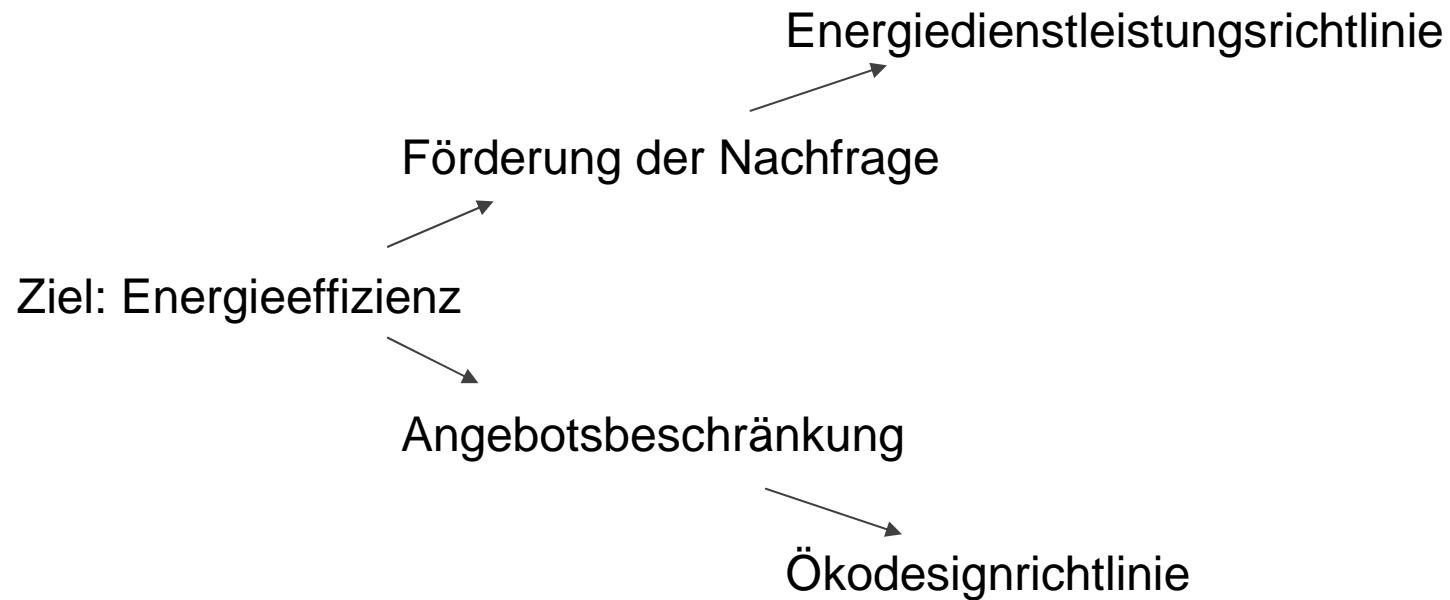 Energiedienstleistungsrichtlinie
Förderung der Nachfrage
Ziel: Energieeffizienz
Angebotsbeschränkung
Ökodesignrichtlinie